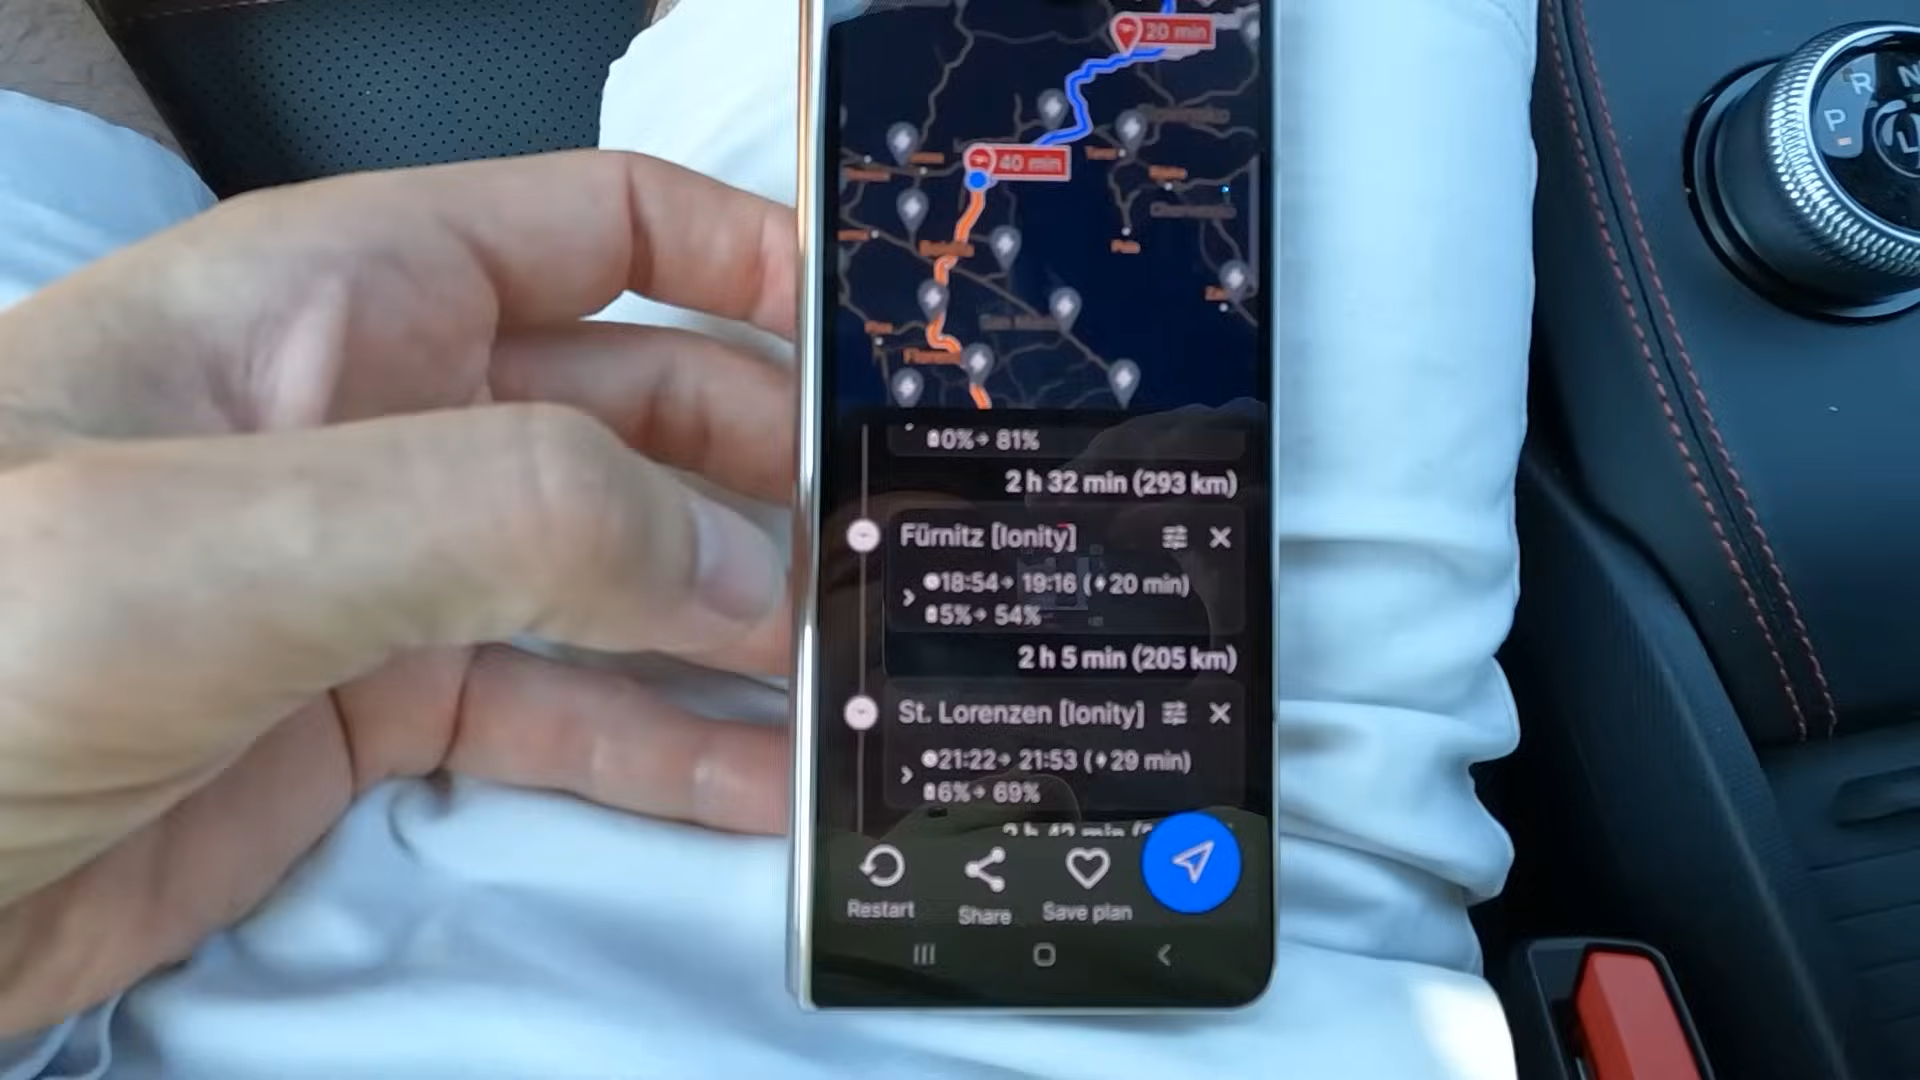 20 min
40 min
0%→ 81%
2 h 32 min (293 km)
Fürnitz [Ionity]
18:54→ 19:16 (20 min)
5%→ 54%
2 h 5 min (205 km)
St. Lorenzen [Ionity]
21:22→ 21:53 (29 min)
6%→ 69%
Restart
Share
Save plan
R
N
P